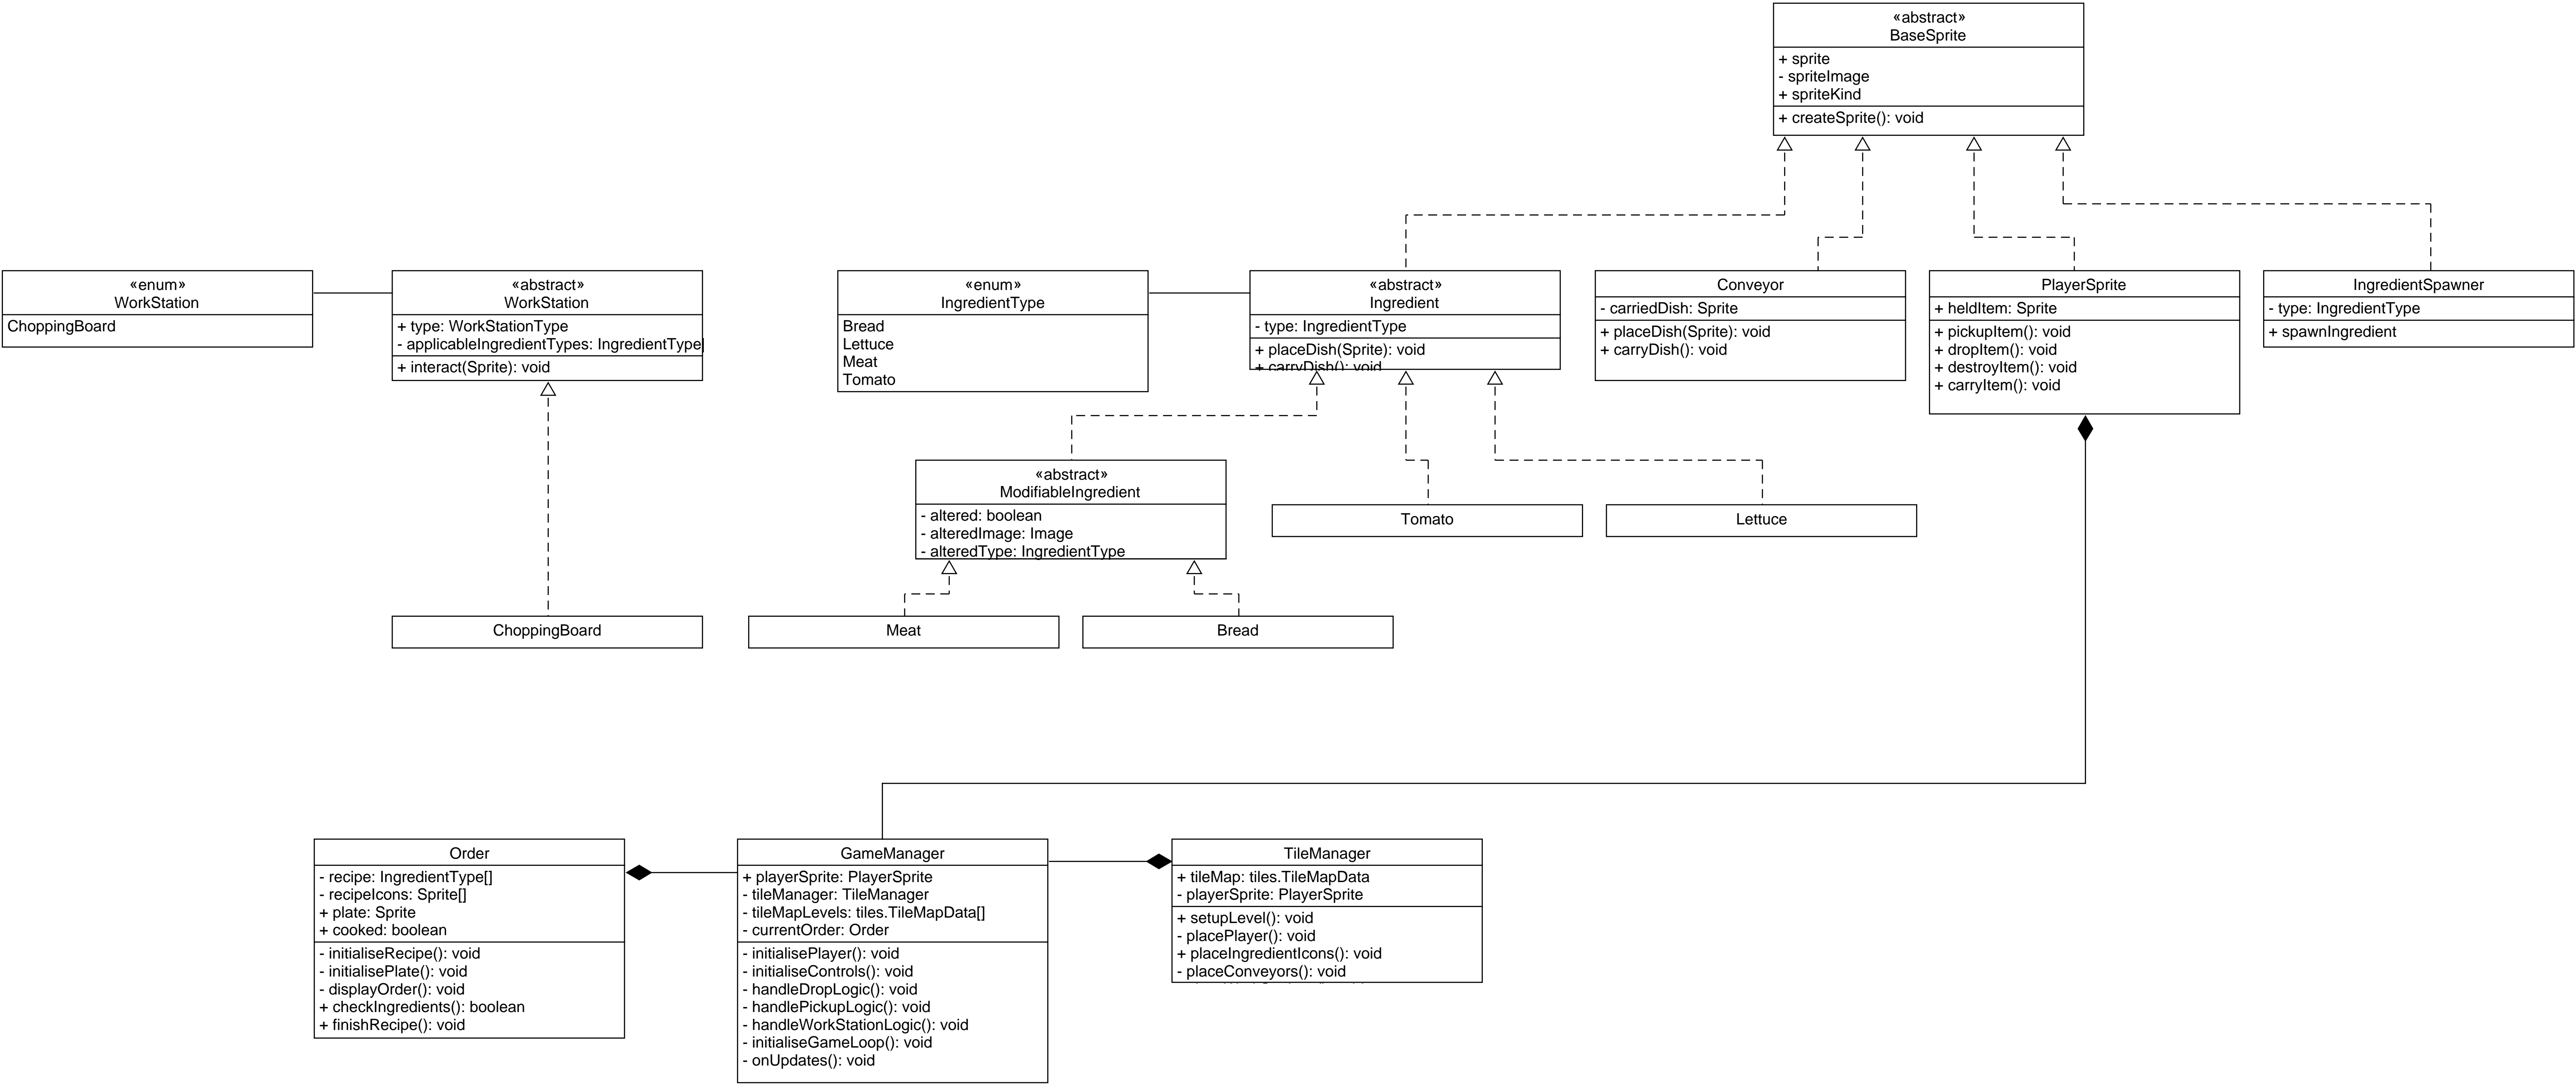 «abstract»
BaseSprite
+ sprite
- spriteImage
+ spriteKind
+ createSprite(): void
«enum»
WorkStation
ChoppingBoard
«abstract»
WorkStation
+ type: WorkStationType
- applicableIngredientTypes: IngredientType
+ interact(Sprite): void
«enum»
IngredientType
Bread
Lettuce
Meat
Tomato
«abstract»
Ingredient
- type: IngredientType
+ placeDish(Sprite): void
+ carryDish(): void
Conveyor
- carriedDish: Sprite
+ placeDish(Sprite): void
+ carryDish(): void
PlayerSprite
+ heldItem: Sprite
+ pickupItem(): void
+ dropItem(): void
+ destroyItem(): void
+ carryItem(): void
IngredientSpawner
- type: IngredientType
+ spawnIngredient
«abstract»
ModifiableIngredient
- altered: boolean
- alteredImage: Image
- alteredType: IngredientType
Tomato
Lettuce
ChoppingBoard
Meat
Bread
Order
- recipe: IngredientType[]
- recipeIcons: Sprite[]
+ plate: Sprite
+ cooked: boolean
- initialiseRecipe(): void
- initialisePlate(): void
- displayOrder(): void
+ checkIngredients(): boolean
+ finishRecipe(): void
GameManager
+ playerSprite: PlayerSprite
- tileManager: TileManager
- tileMapLevels: tiles.TileMapData[]
- currentOrder: Order
- initialisePlayer(): void
- initialiseControls(): void
- handleDropLogic(): void
- handlePickupLogic(): void
- handleWorkStationLogic(): void
- initialiseGameLoop(): void
- onUpdates(): void
TileManager
+ tileMap: tiles.TileMapData
- playerSprite: PlayerSprite
+ setupLevel(): void
- placePlayer(): void
+ placeIngredientIcons(): void
- placeConveyors(): void